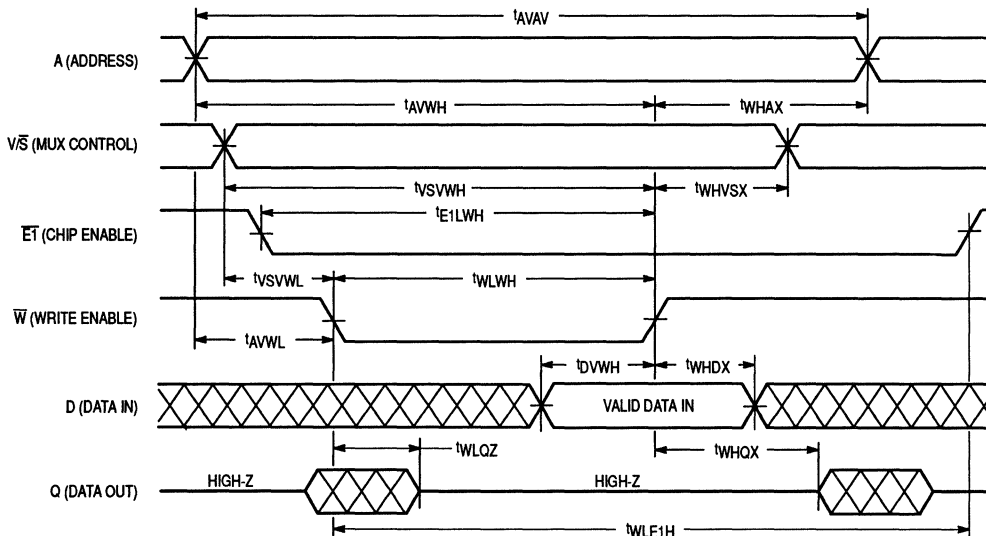 tAVAV
A (ADDRESS)
tAVWH
tWHAX
V/S̅ (MUX CONTROL)
tVSVWH
tWHVSX
tE1LWH
E̅1̅ (CHIP ENABLE)
tVSVWL
tWLWH
W̅ (WRITE ENABLE)
tAVWL
tDVWH
tWHDX
D (DATA IN)
VALID DATA IN
tWLQZ
tWHQX
HIGH-Z
HIGH-Z
Q (DATA OUT)
tWLE1H